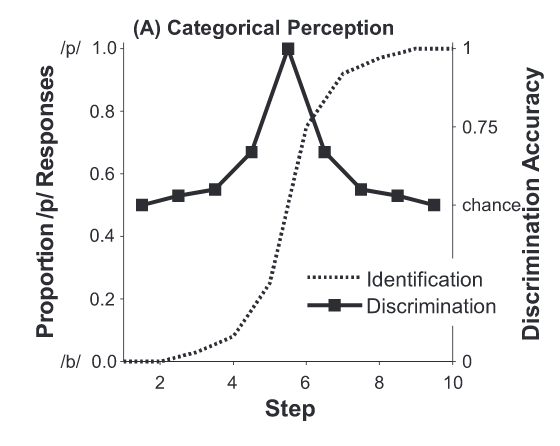 (A) Categorical Perception
/p/ 1.0
0.8
0.6
0.4
0.2
/b/ 0.0
Proportion /p/ Responses
1
0.75
chance
0
Discrimination Accuracy
Identification
Discrimination
2 4 6 8 10
Step